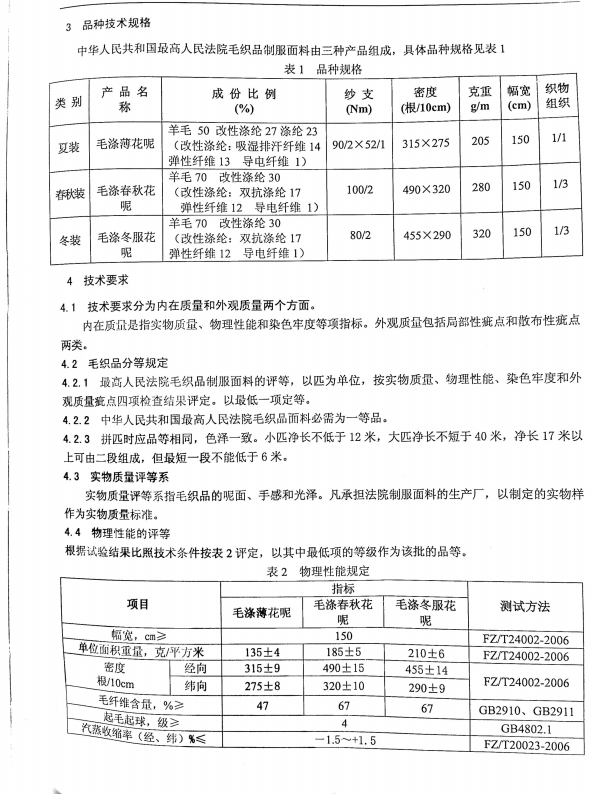 3 品种技术规格
中华人民共和国最高人民法院毛织品制服面料由三种产品组成，具体品种规格见表1
表1 品种规格
类别 产品名称 成份比例(%) 纱支(Nm) 密度(根/10cm) 克重g/m 幅宽(cm) 织物组织
夏装 毛涤薄花呢 羊毛 50 改性涤纶27 涤纶23（改性涤纶：吸湿排汗纤维14 弹性纤维13 导电纤维 1） 90/2×52/1 315×275 205 150 1/1
春秋装 毛涤春秋花呢 羊毛70 改性涤纶30（改性涤纶：双抗涤纶17 弹性纤维12 导电纤维 1） 100/2 490×320 280 150 1/3
冬装 毛涤冬服花呢 羊毛70 改性涤纶30（改性涤纶：双抗涤纶17 弹性纤维12 导电纤维1） 80/2 455×290 320 150 1/3
4 技术要求
4.1 技术要求分为内在质量和外观质量两个方面。
内在质量是指实物质量、物理性能和染色牢度等项指标。外观质量包括局部性疵点和散布性疵点
两类。
4.2 毛织品分等规定
4.2.1 最高人民法院毛织品制服面料的评等，以匹为单位，按实物质量、物理性能、染色牢度和外
观质量疵点四项检查结果评定。以最低一项定等。
4.2.2 中华人民共和国最高人民法院毛织品面料必需为一等品。
4.2.3 拼匹时应品等相同，色泽一致。小匹净长不低于12米，大匹净长不短于40米，净长17米以
上可由二段组成，但最短一段不能低于6米。
4.3 实物质量评等系
实物质量评等系指毛织品的呢面、手感和光泽。凡承担法院制服面料的生产厂，以制定的实物样
作为实物质量标准。
4.4 物理性能的评等
根据试验结果比照技术条件按表2评定，以其中最低项的等级作为该批的品等。
表2 物理性能规定
项目 指标 测试方法
毛涤薄花呢 毛涤春秋花呢 毛涤冬服花呢
幅宽，cm≥ 150 FZ/T24002-2006
单位面积重量，克/平方米 135±4 185±5 210±6 FZ/T24002-2006
密度 根/10cm 经向 315±9 490±15 455±14 FZ/T24002-2006
纬向 275±8 320±10 290±9
毛纤维含量，%≥ 47 67 67 GB2910、GB2911
起毛起球，级≥ 4 GB4802.1
汽蒸收缩率（经、纬）%≤ －1.5～+1.5 FZ/T20023-2006